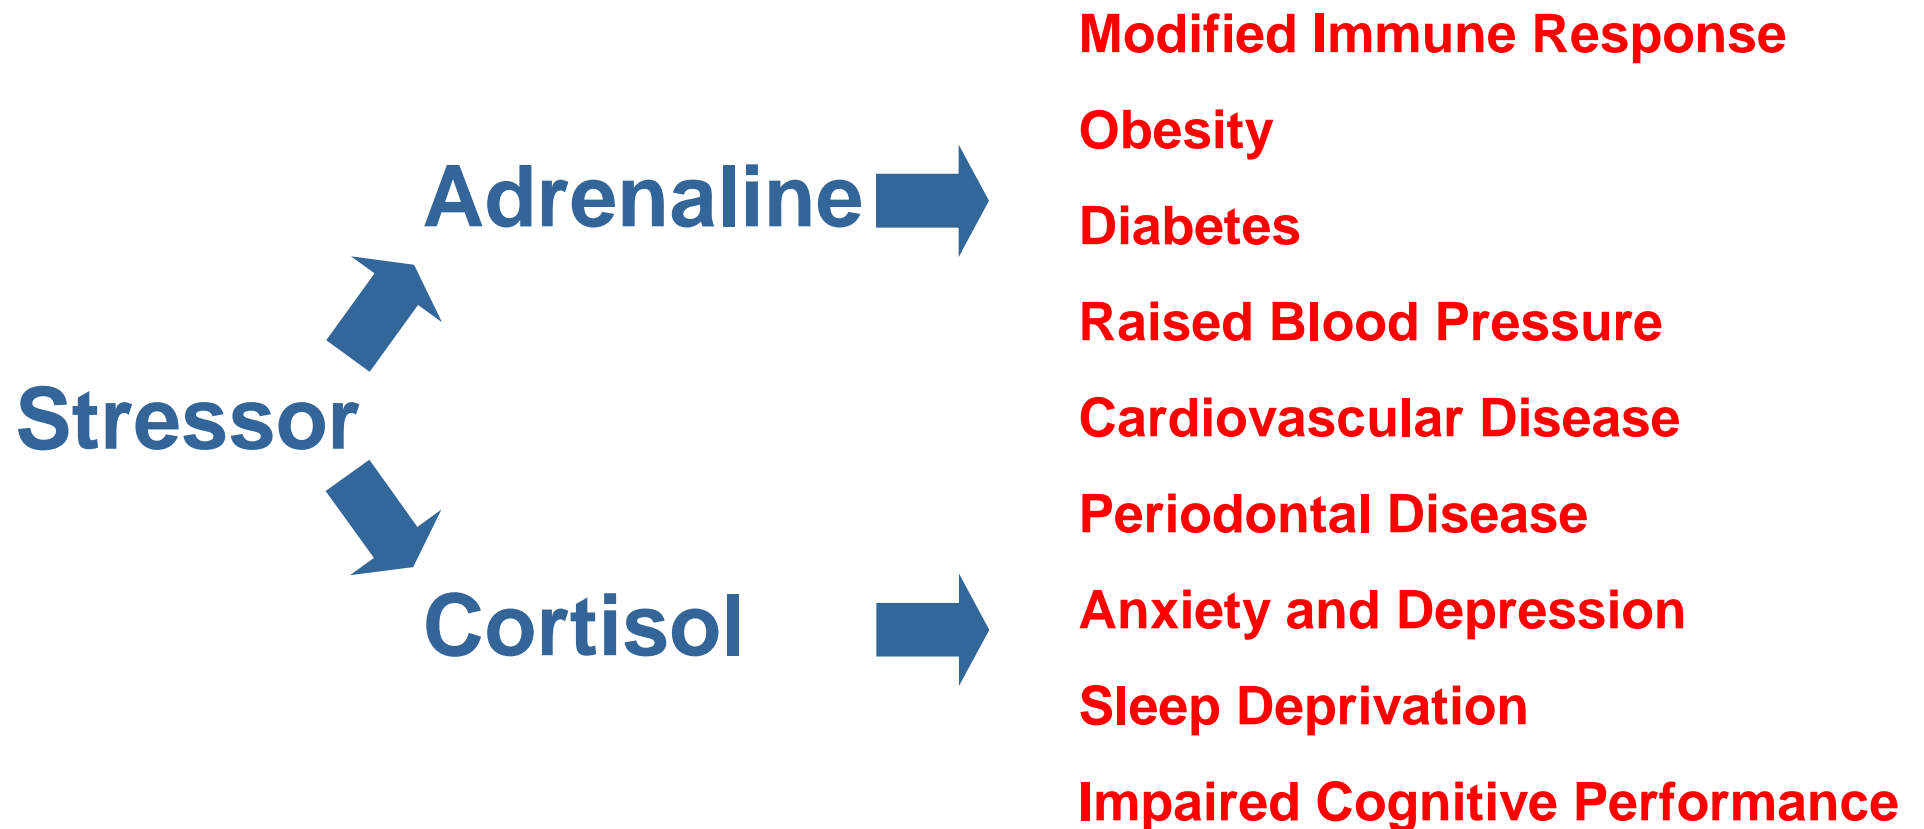 Modified Immune Response
Obesity
Adrenaline
Diabetes
Raised Blood Pressure
Stressor
Cardiovascular Disease
Periodontal Disease
Anxiety and Depression
Cortisol
Sleep Deprivation
Impaired Cognitive Performance